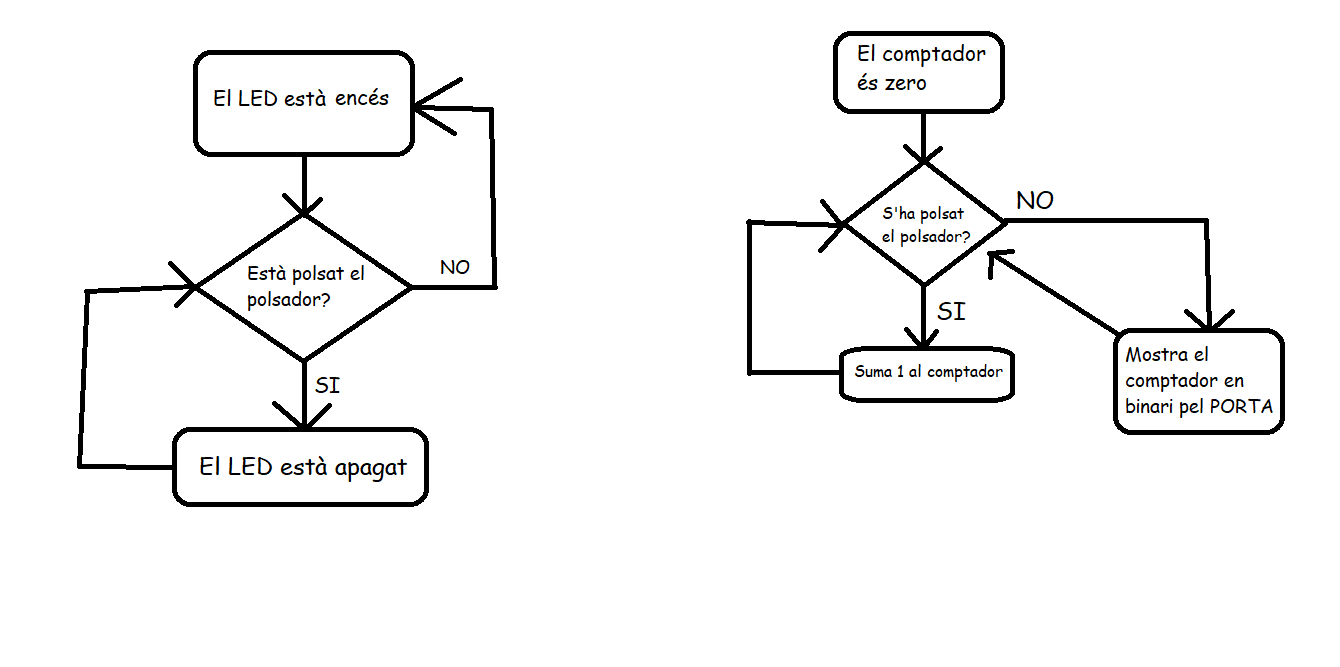 El LED està encés
Està polsat el
polsador?
NO
SI
El LED està apagat
El comptador
és zero
S'ha polsat
el polsador?
NO
SI
Suma 1 al comptador
Mostra el
comptador en
binari pel PORTA